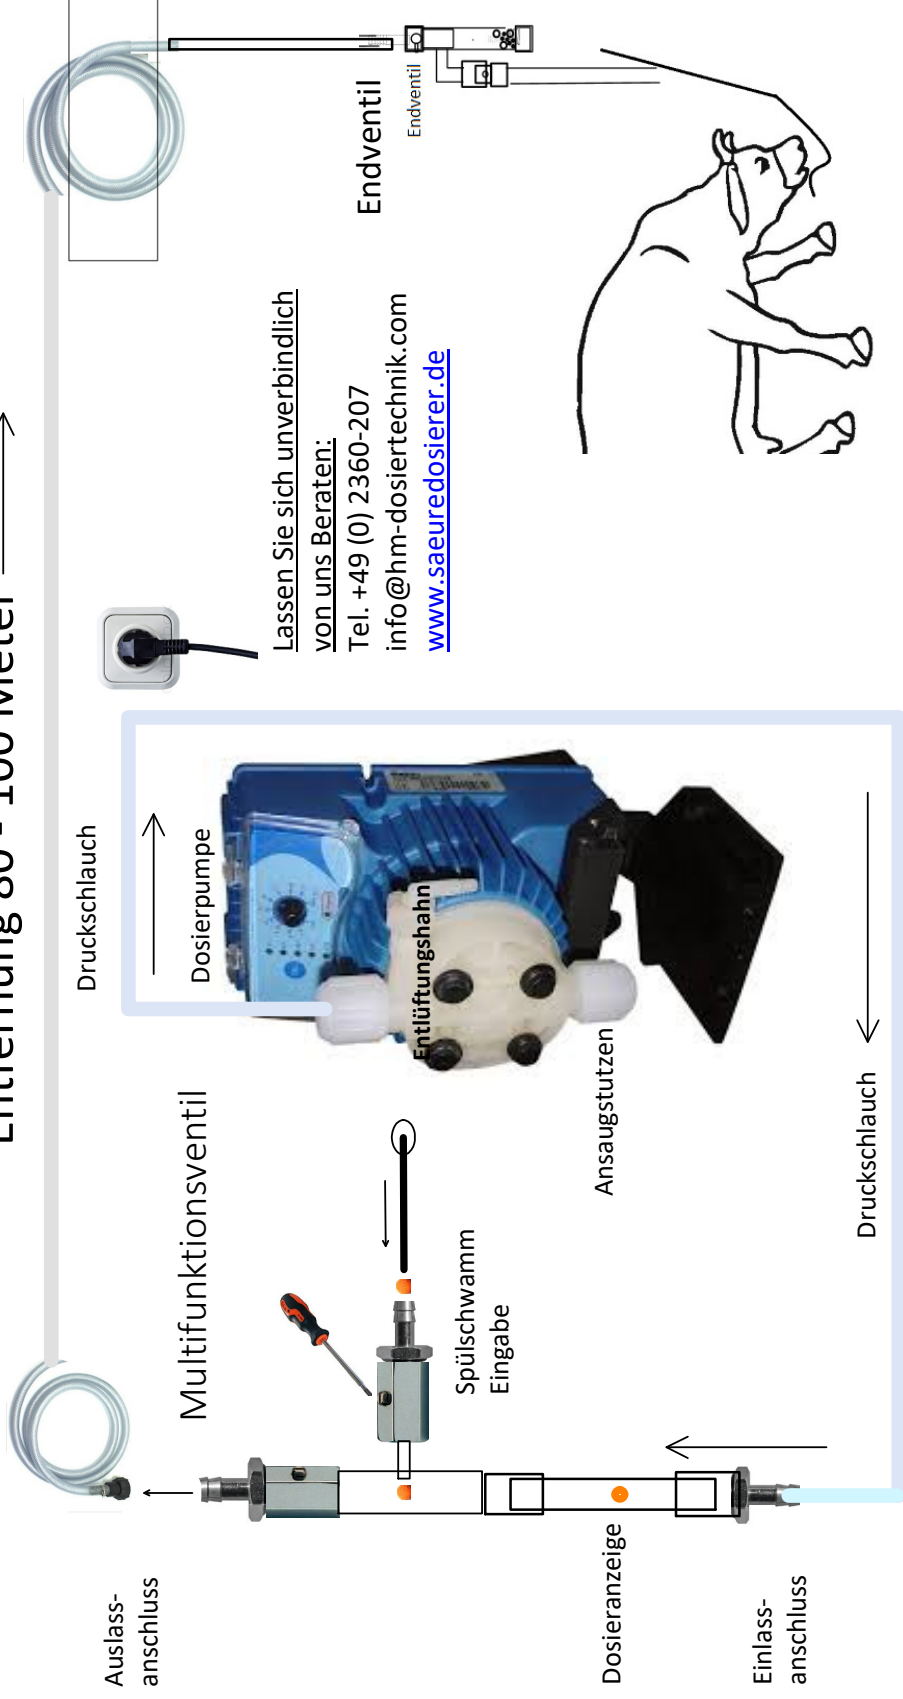 Entfernung 80 - 100 Meter
Druckschlauch
Dosierpumpe
Multifunktionsventil
Entlüftungshahn
Ansaugstutzen
Druckschlauch
Spülschwamm
Eingabe
Auslass-
anschluss
Dosieranzeige
Einlass-
anschluss
Endventil
Endventil
Lassen Sie sich unverbindlich
von uns Beraten:
Tel. +49 (0) 2360-207
info@hm-dosiertechnik.com
www.saeuredosierer.de